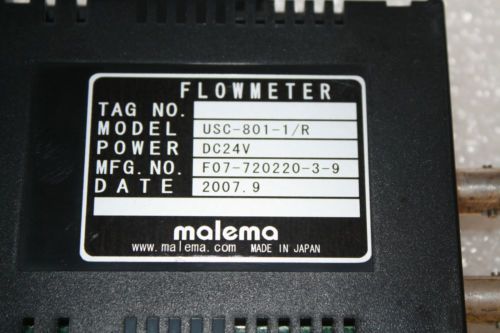 FLOWMETER
TAG NO.
MODEL USC-801-1/R
POWER DC24V
MFG.NO. F07-720220-3-9
DATE 2007.9
malema
www.malema.com MADE IN JAPAN